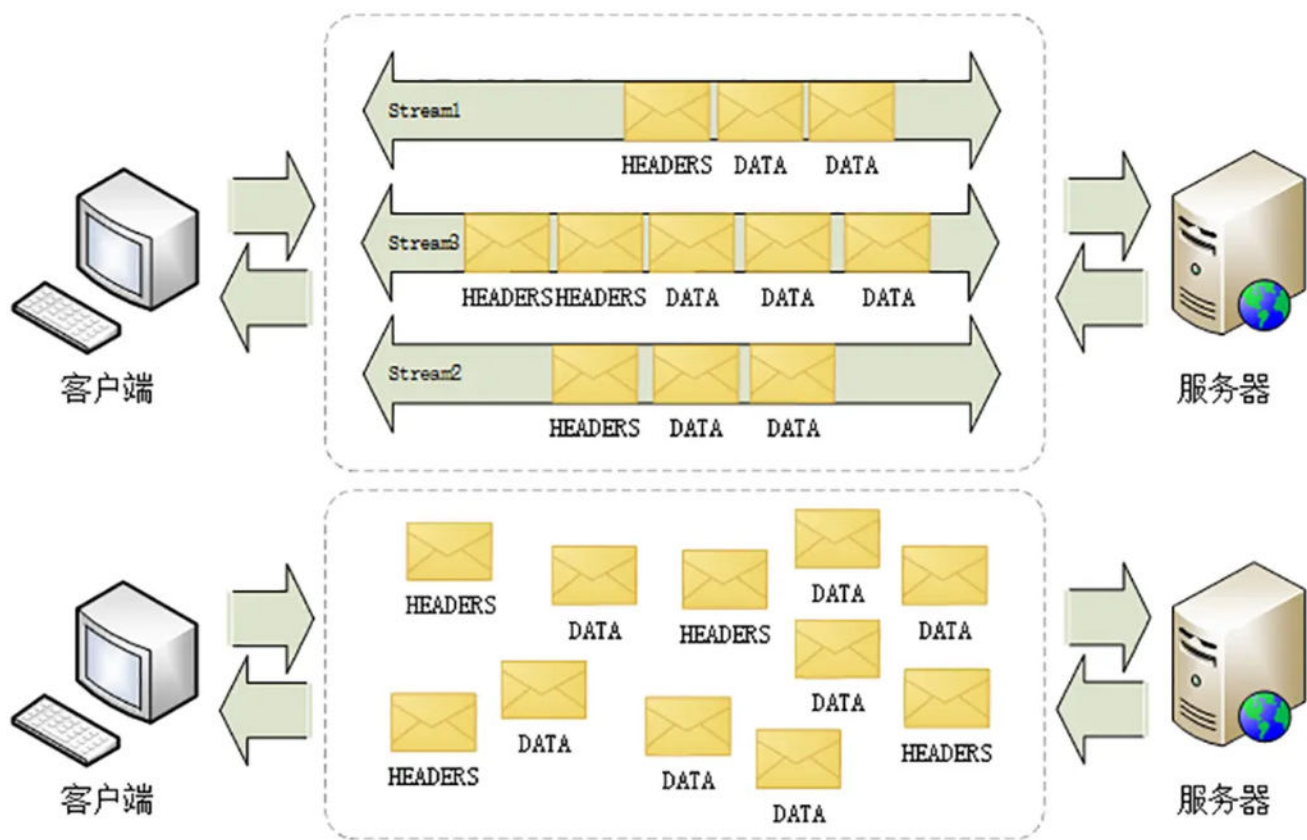 Stream1
HEADERS DATA DATA
Stream3
HEADERS HEADERS DATA DATA DATA
Stream2
HEADERS DATA DATA
客户端
服务器
DATA
HEADERS DATA HEADERS DATA
DATA
HEADERS DATA DATA HEADERS
DATA
客户端
服务器